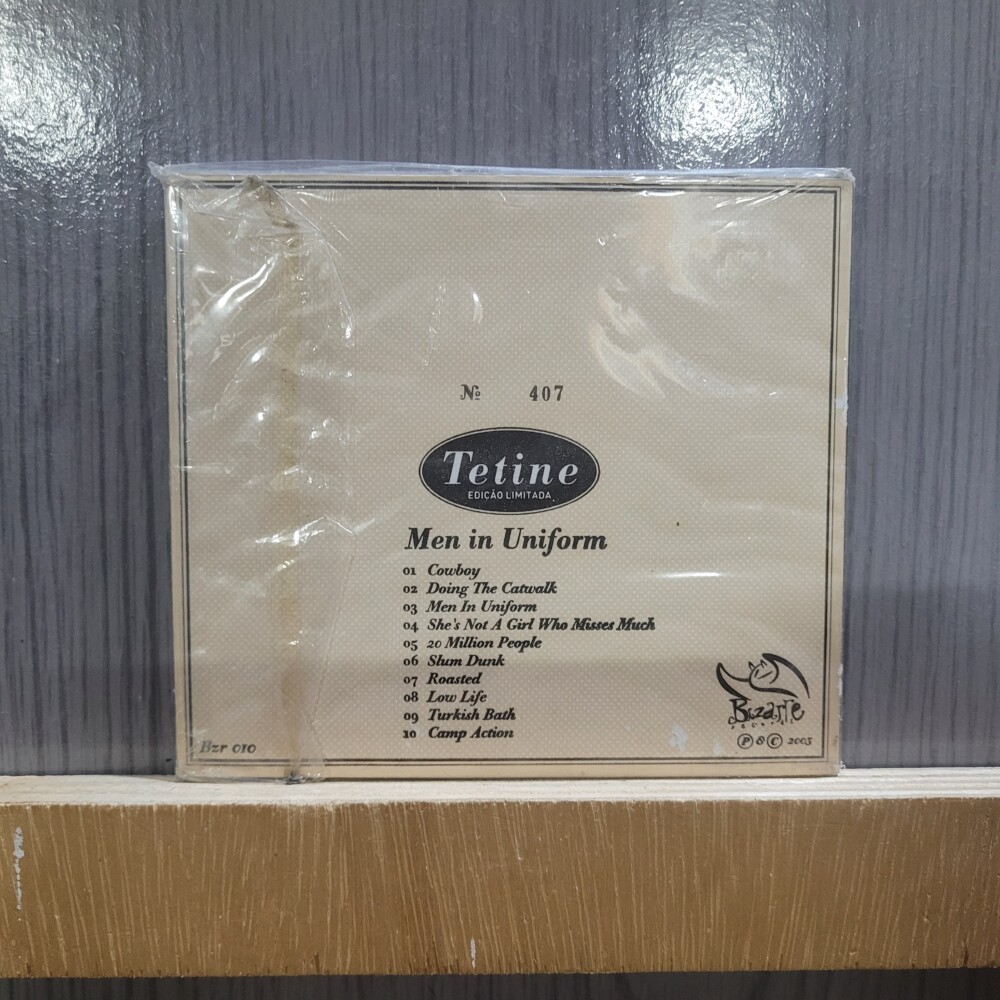 № 407
Tetine
EDIÇÃO LIMITADA
Men in Uniform
01 Cowboy
02 Doing The Catwalk
03 Men In Uniform
04 She's Not A Girl Who Misses Much
05 20 Million People
06 Slum Dunk
07 Roasted
08 Low Life
09 Turkish Bath
10 Camp Action
Bizarre
RECORDS
Bzr 010
Ⓟ & © 2003